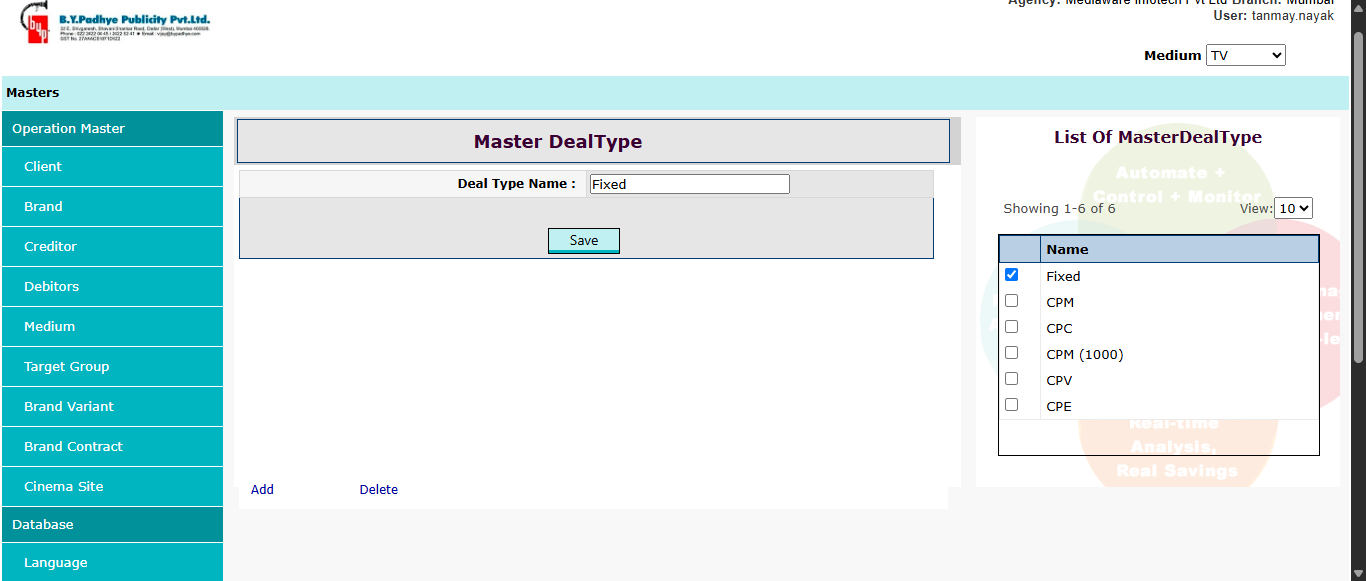 Agency: Mediaware Infotech Pvt Ltd Branch: Mumbai
User: tanmay.nayak
byp
B.Y.Padhye Publicity Pvt.Ltd.
Medium TV
Masters
Operation Master
Client
Brand
Creditor
Debitors
Medium
Target Group
Brand Variant
Brand Contract
Cinema Site
Database
Language
Master DealType
Deal Type Name : Fixed
Save
Add Delete
List Of MasterDealType
Automate +
Control + Monitor
Showing 1-6 of 6 View: 10
Name
Fixed
CPM
CPC
CPM (1000)
CPV
CPE
Real-time
Analysis,
Real Savings